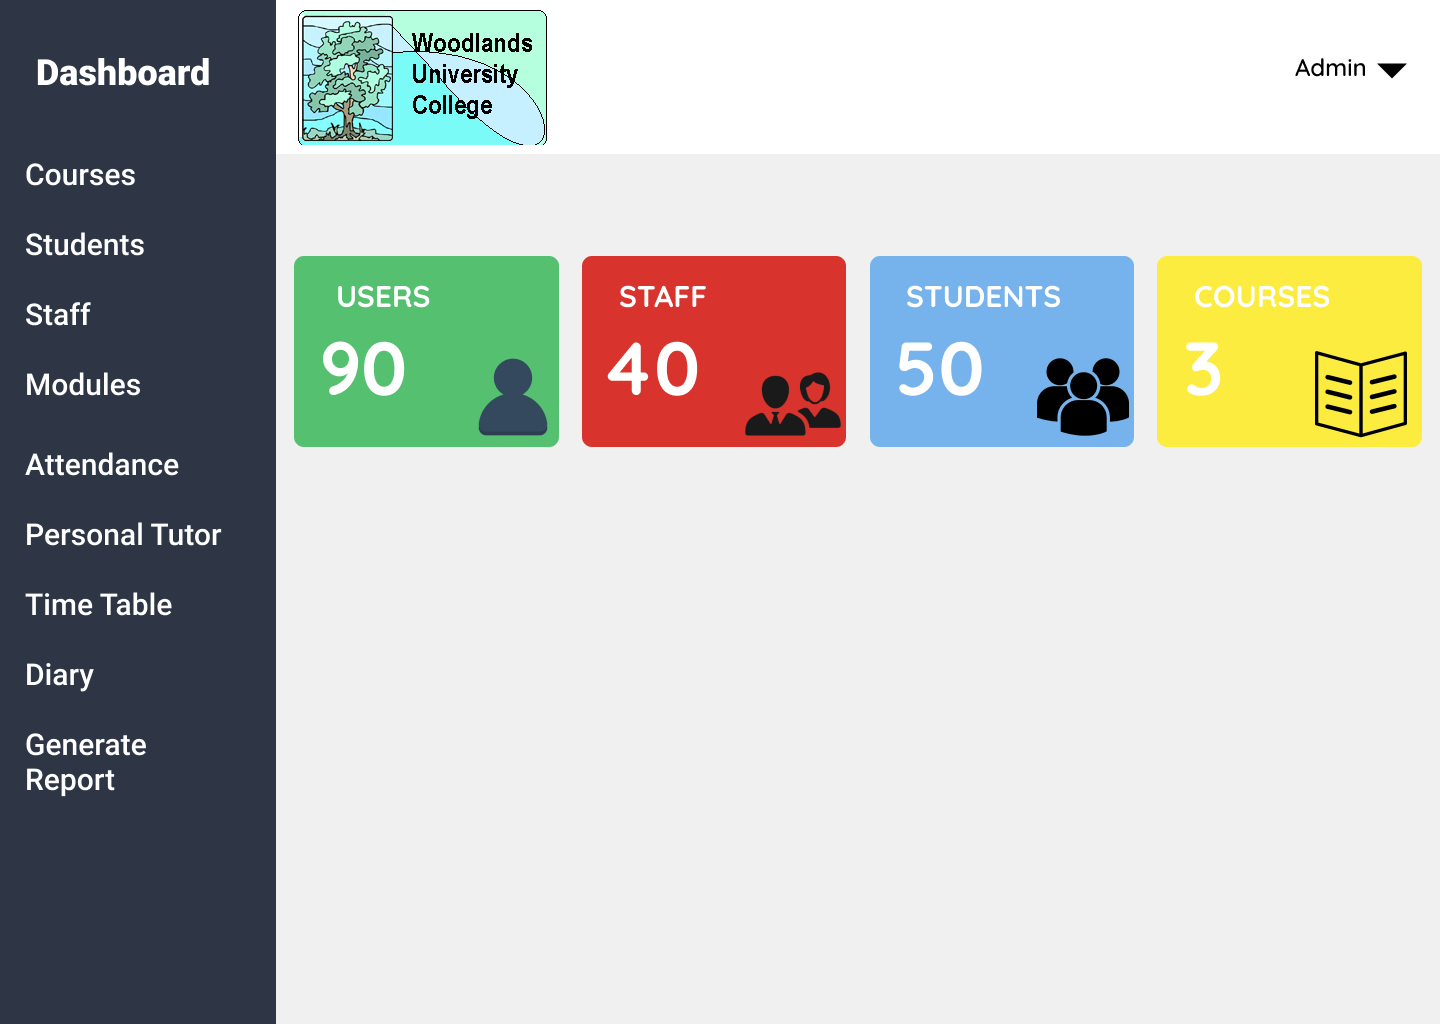 Dashboard
Courses
Students
Staff
Modules
Attendance
Personal Tutor
Time Table
Diary
Generate
Report
Woodlands
University
College
Admin
USERS
90
STAFF
40
STUDENTS
50
COURSES
3